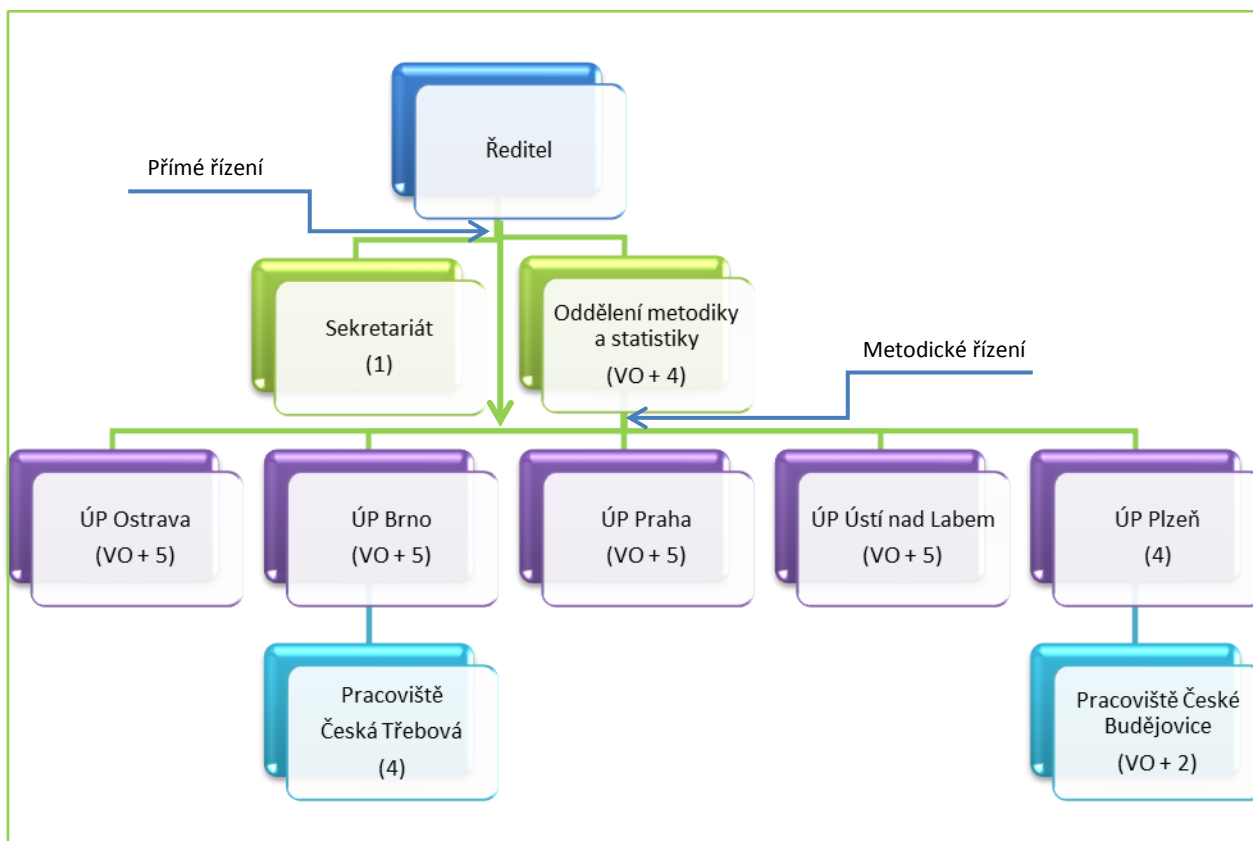 Ředitel
Přímé řízení
Sekretariát
(1)
Oddělení metodiky
a statistiky
(VO + 4)
Metodické řízení
ÚP Ostrava
(VO + 5)
ÚP Brno
(VO + 5)
ÚP Praha
(VO + 5)
ÚP Ústí nad Labem
(VO + 5)
ÚP Plzeň
(4)
Pracoviště
Česká Třebová
(4)
Pracoviště České
Budějovice
(VO + 2)